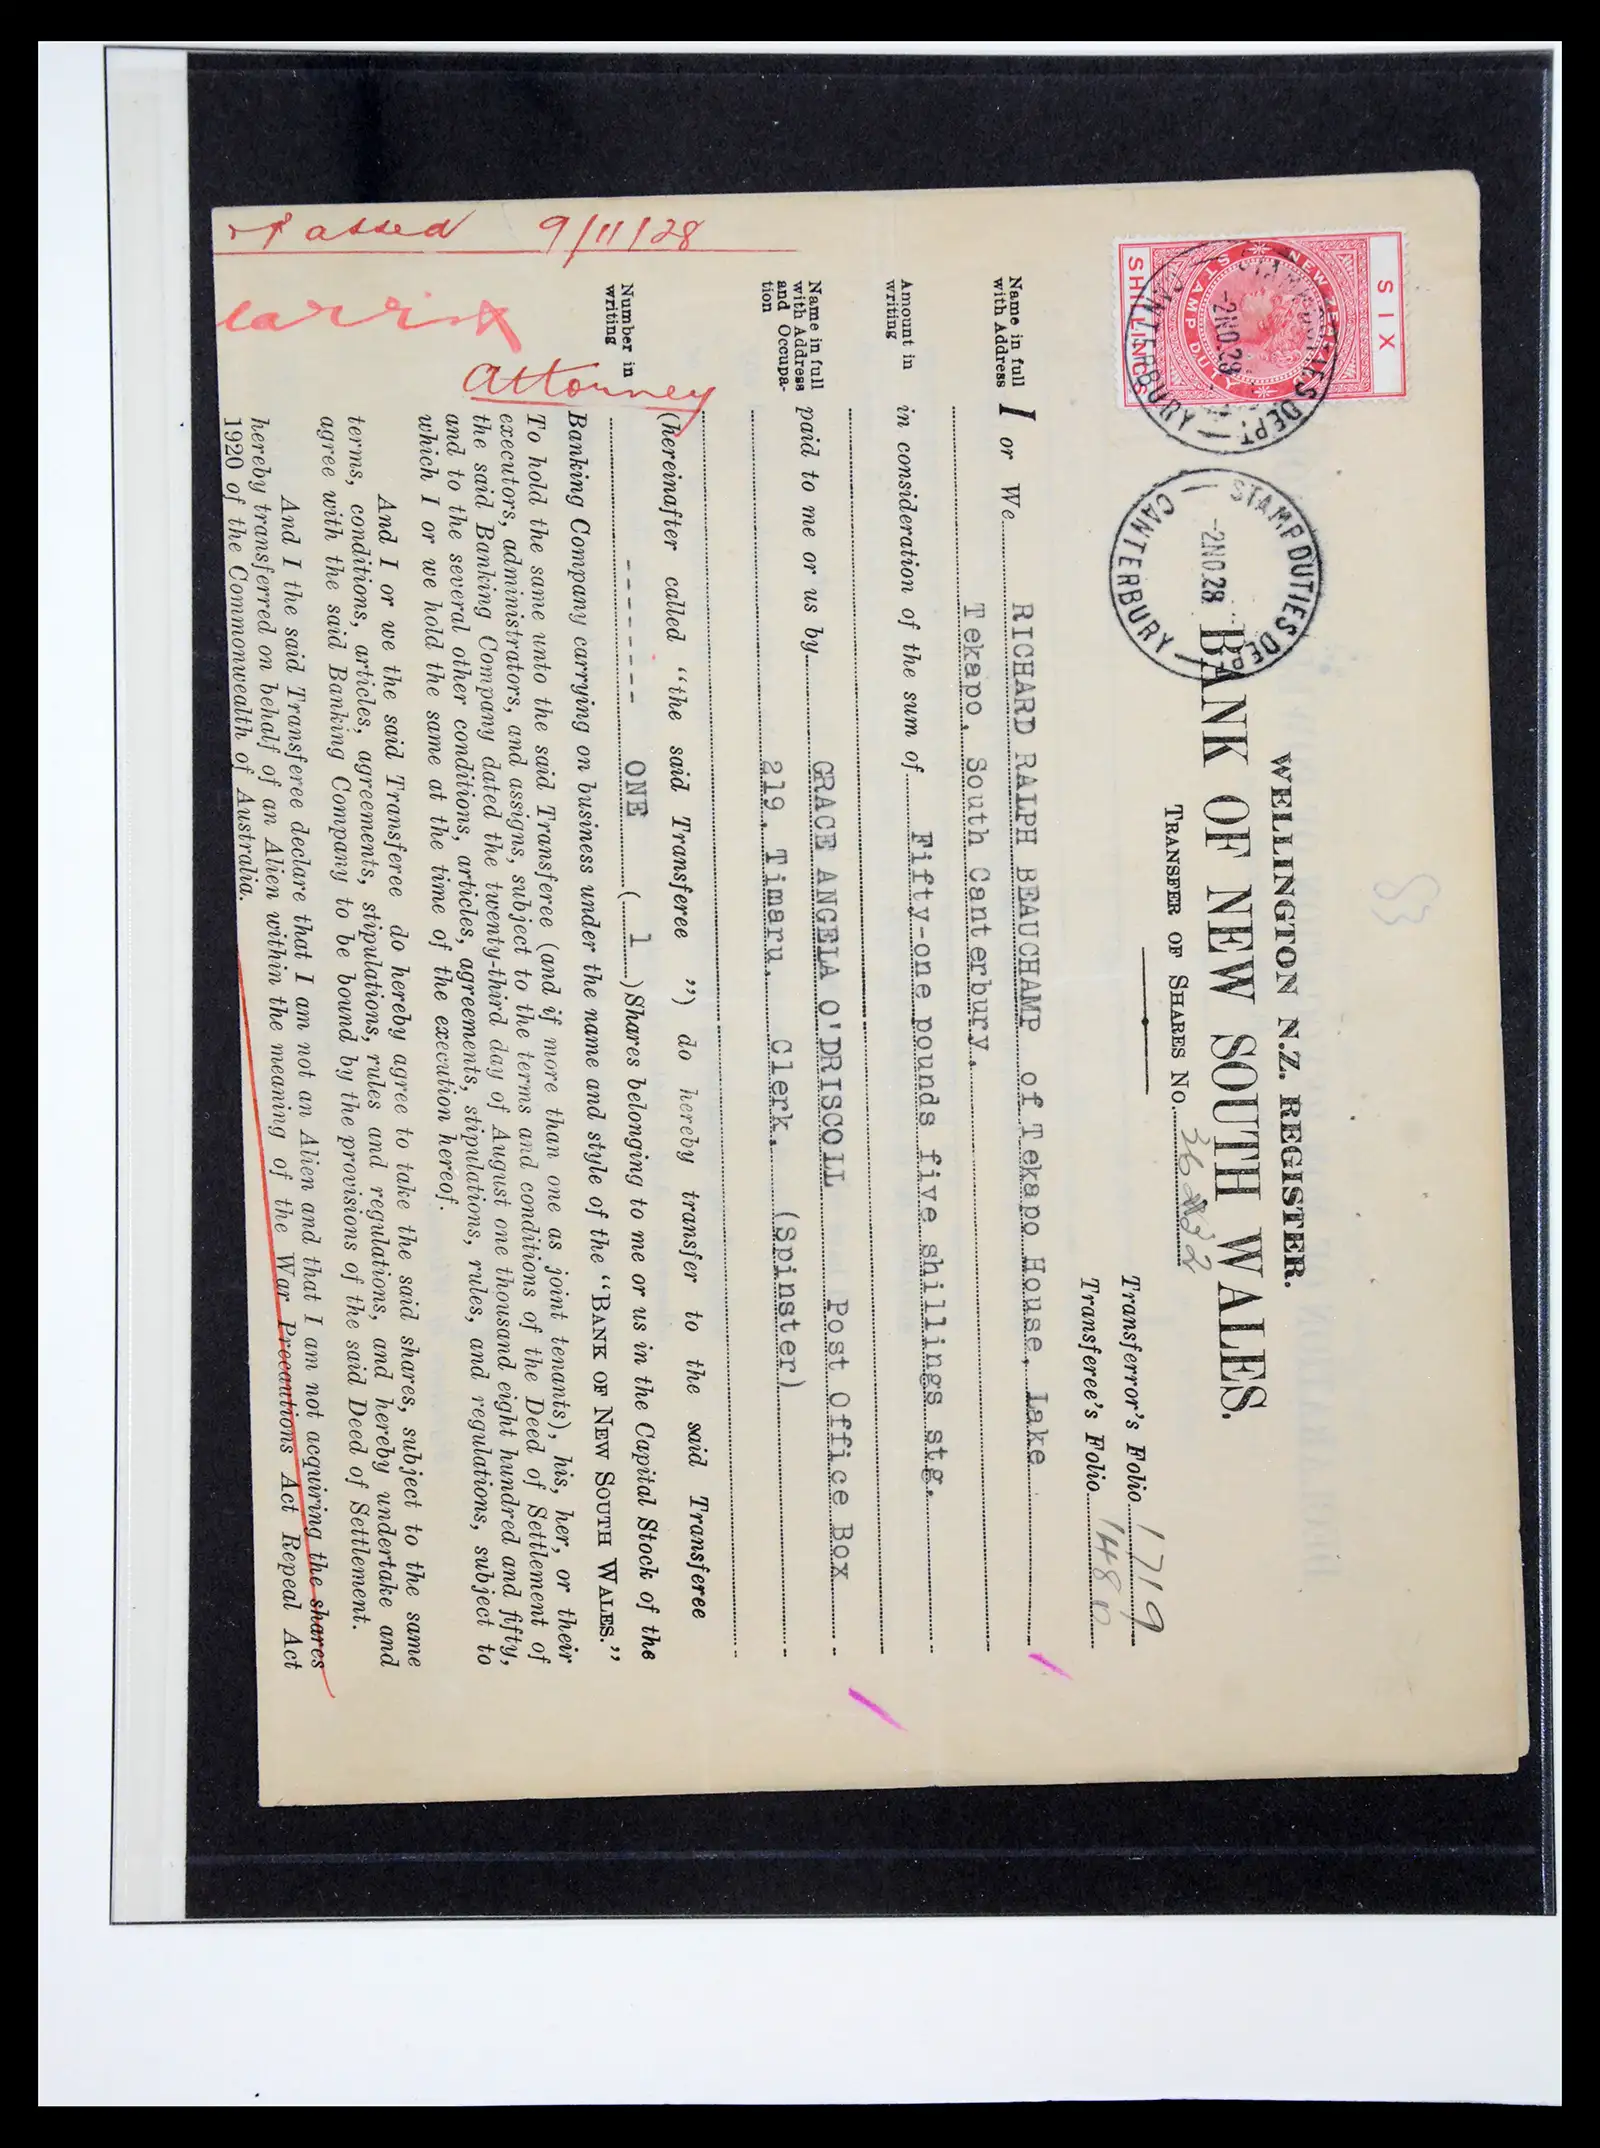 SIX
NEW ZEALAND
STAMP DUTY
SHILLINGS
STAMP DUTIES DEPT
-2NO.28
CANTERBURY
STAMP DUTIES DEPT
-2NO.28
CANTERBURY
WELLINGTON N.Z. REGISTER.
BANK OF NEW SOUTH WALES.
TRANSFER OF SHARES No.
Transferror's Folio 1719
Transferee's Folio 1480
Name in full
with Address
I or We RICHARD RALPH BEAUCHAMP of Tekapo House, Lake
Tekapo, South Canterbury,
Amount in
writing
in consideration of the sum of Fifty-one pounds five shillings stg.
Name in full
with Address
and Occupa-
tion
paid to me or us by GRACE ANGELA O'DRISCOLL Post Office Box
219, Timaru, Clerk, (Spinster)
(hereinafter called "the said Transferee ") do hereby transfer to the said Transferee
Number in
writing
-------- ONE ( 1 ) Shares belonging to me or us in the Capital Stock of the
Banking Company carrying on business under the name and style of the "BANK OF NEW SOUTH WALES."
To hold the same unto the said Transferee (and if more than one as joint tenants), his, her, or their
executors, administrators, and assigns, subject to the terms and conditions of the Deed of Settlement of
the said Banking Company dated the twenty-third day of August one thousand eight hundred and fifty,
and to the several other conditions, articles, agreements, stipulations, rules, and regulations, subject to
which I or we hold the same at the time of the execution hereof.
And I or we the said Transferee do hereby agree to take the said shares, subject to the same
terms, conditions, articles, agreements, stipulations, rules and regulations, and hereby undertake and
agree with the said Banking Company to be bound by the provisions of the said Deed of Settlement.
And I the said Transferee declare that I am not an Alien and that I am not acquiring the shares
hereby transferred on behalf of an Alien within the meaning of the War Precautions Act Repeal Act
1920 of the Commonwealth of Australia.
Attorney
Passed 9/11/28